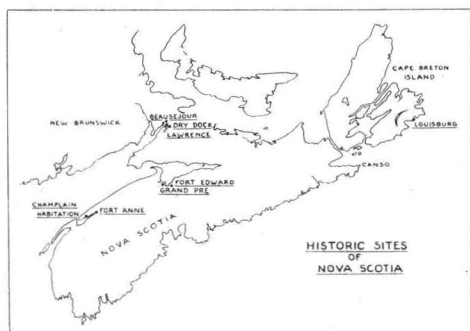 CAPE BRETON
ISLAND
NEW BRUNSWICK
BEAUSEJOUR
DRY DOCK
LAWRENCE
LOUISBURG
CANSO
FORT EDWARD
GRAND PRE
CHAMPLAIN
HABITATION
FORT ANNE
NOVA SCOTIA
HISTORIC SITES
OF
NOVA SCOTIA